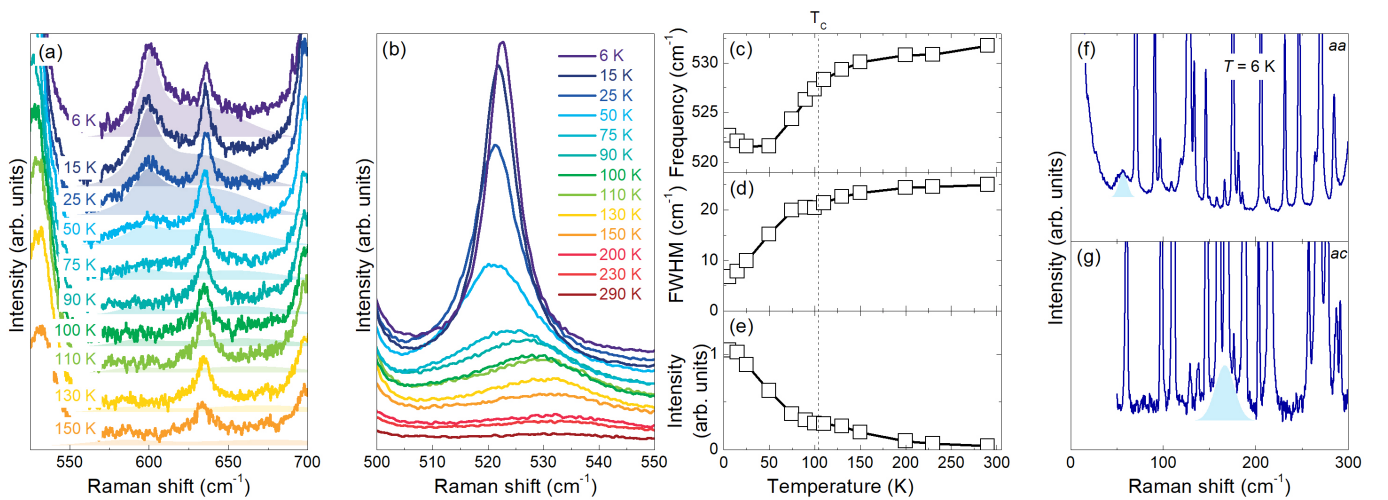 (a)
6 K
15 K
25 K
50 K
75 K
90 K
100 K
110 K
130 K
150 K
Intensity (arb. units)
550 600 650 700
Raman shift (cm-1)
(b)
6 K
15 K
25 K
50 K
75 K
90 K
100 K
110 K
130 K
150 K
200 K
230 K
290 K
Intensity (arb. units)
500 510 520 530 540 550
Raman shift (cm-1)
TC
(c)
Frequency (cm-1)
530
525
520
(d)
FWHM (cm-1)
20
10
0
(e)
Intensity
(arb. units)
1
0
0 50 100 150 200 250 300
Temperature (K)
(f)
aa
T = 6 K
(g)
ac
Intensity (arb. units)
0 100 200 300
Raman shift (cm-1)